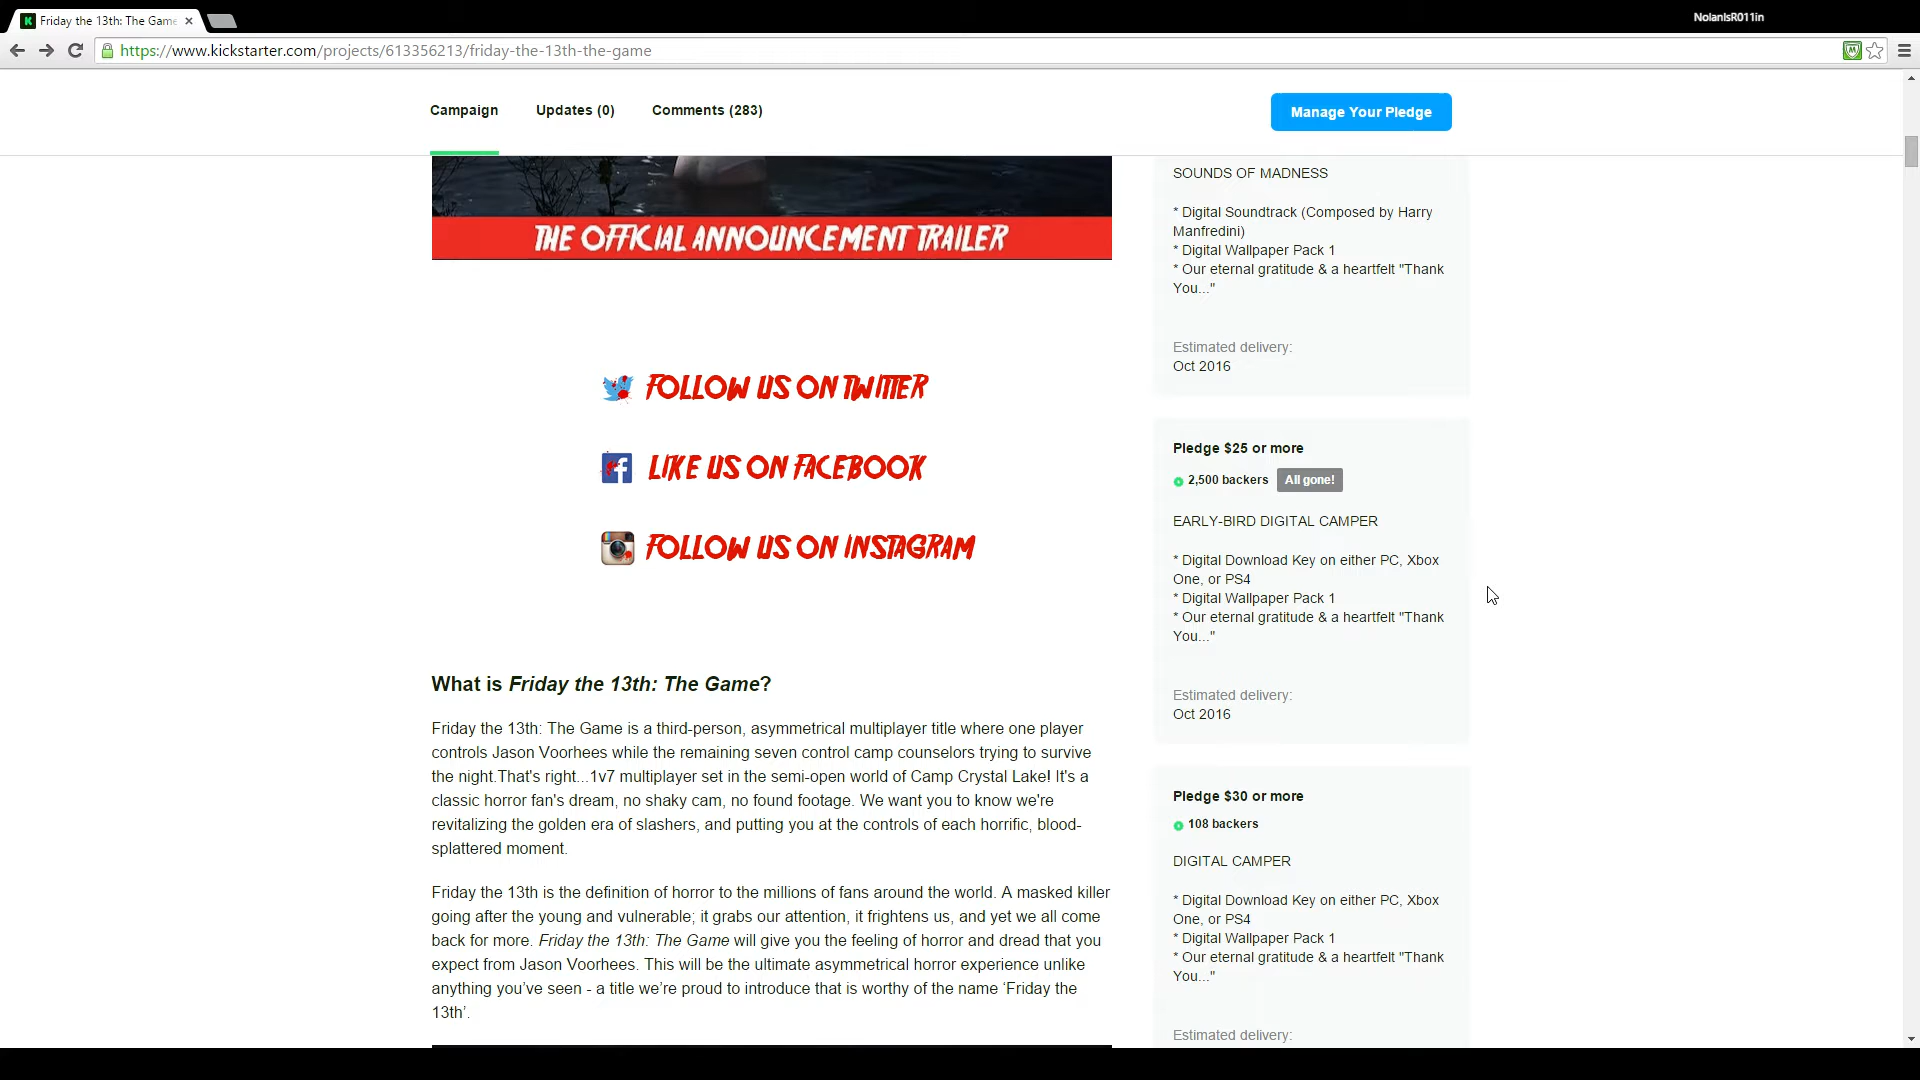 Friday the 13th: The Game
NolanIsR011in
https://www.kickstarter.com/projects/613356213/friday-the-13th-the-game
Campaign
Updates (0)
Comments (283)
Manage Your Pledge
THE OFFICIAL ANNOUNCEMENT TRAILER
FOLLOW US ON TWITTER
LIKE US ON FACEBOOK
FOLLOW US ON INSTAGRAM
What is Friday the 13th: The Game?
Friday the 13th: The Game is a third-person, asymmetrical multiplayer title where one player
controls Jason Voorhees while the remaining seven control camp counselors trying to survive
the night.That's right...1v7 multiplayer set in the semi-open world of Camp Crystal Lake! It's a
classic horror fan's dream, no shaky cam, no found footage. We want you to know we're
revitalizing the golden era of slashers, and putting you at the controls of each horrific, blood-
splattered moment.
Friday the 13th is the definition of horror to the millions of fans around the world. A masked killer
going after the young and vulnerable; it grabs our attention, it frightens us, and yet we all come
back for more. Friday the 13th: The Game will give you the feeling of horror and dread that you
expect from Jason Voorhees. This will be the ultimate asymmetrical horror experience unlike
anything you’ve seen - a title we’re proud to introduce that is worthy of the name ‘Friday the
13th’.
SOUNDS OF MADNESS
* Digital Soundtrack (Composed by Harry
Manfredini)
* Digital Wallpaper Pack 1
* Our eternal gratitude & a heartfelt "Thank
You..."
Estimated delivery:
Oct 2016
Pledge $25 or more
2,500 backers All gone!
EARLY-BIRD DIGITAL CAMPER
* Digital Download Key on either PC, Xbox
One, or PS4
* Digital Wallpaper Pack 1
* Our eternal gratitude & a heartfelt "Thank
You..."
Estimated delivery:
Oct 2016
Pledge $30 or more
108 backers
DIGITAL CAMPER
* Digital Download Key on either PC, Xbox
One, or PS4
* Digital Wallpaper Pack 1
* Our eternal gratitude & a heartfelt "Thank
You..."
Estimated delivery: